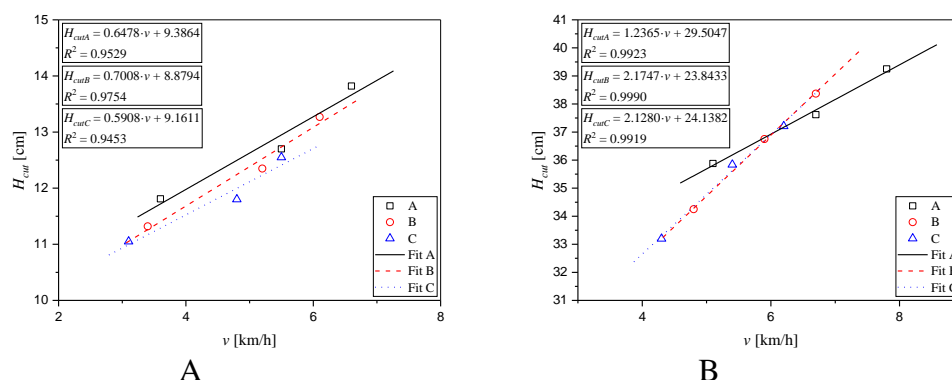 H_cutA = 0.6478·v + 9.3864
R² = 0.9529
H_cutB = 0.7008·v + 8.8794
R² = 0.9754
H_cutC = 0.5908·v + 9.1611
R² = 0.9453
15
14
13
12
11
10
H_cut [cm]
A
B
C
Fit A
Fit B
Fit C
2
4
6
8
v [km/h]
A
H_cutA = 1.2365·v + 29.5047
R² = 0.9923
H_cutB = 2.1747·v + 23.8433
R² = 0.9990
H_cutC = 2.1280·v + 24.1382
R² = 0.9919
41
40
39
38
37
36
35
34
33
32
31
H_cut [cm]
A
B
C
Fit A
Fit
Fit
4
6
8
v [km/h]
B